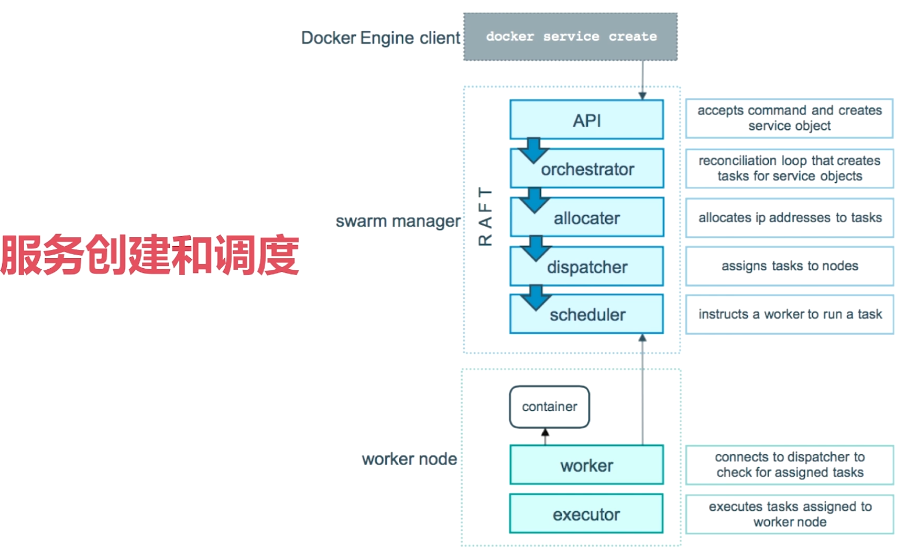 Docker Engine client
docker service create
API
accepts command and creates
service object
orchestrator
reconciliation loop that creates
tasks for service objects
RAFT
swarm manager
allocater
allocates ip addresses to tasks
服务创建和调度
dispatcher
assigns tasks to nodes
scheduler
instructs a worker to run a task
container
worker node
worker
connects to dispatcher to
check for assigned tasks
executor
executes tasks assigned to
worker node